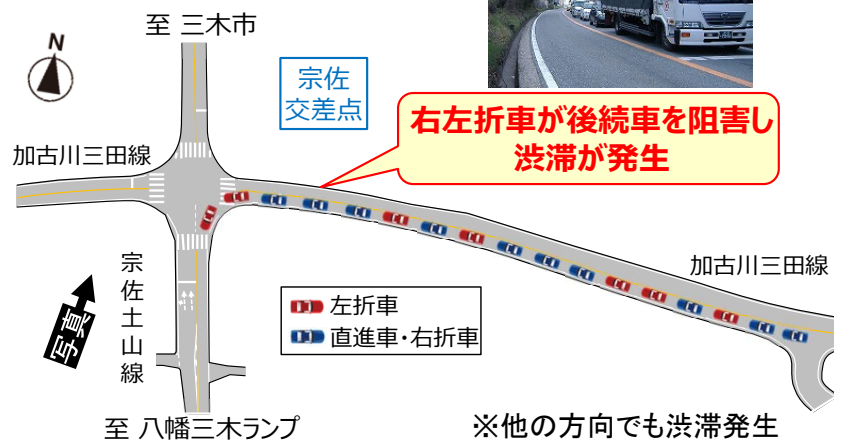 至 三木市
N
宗佐
交差点
右左折車が後続車を阻害し
渋滞が発生
加古川三田線
加古川三田線
宗佐土山線
写真
左折車
直進車・右折車
至 八幡三木ランプ
※他の方向でも渋滞発生